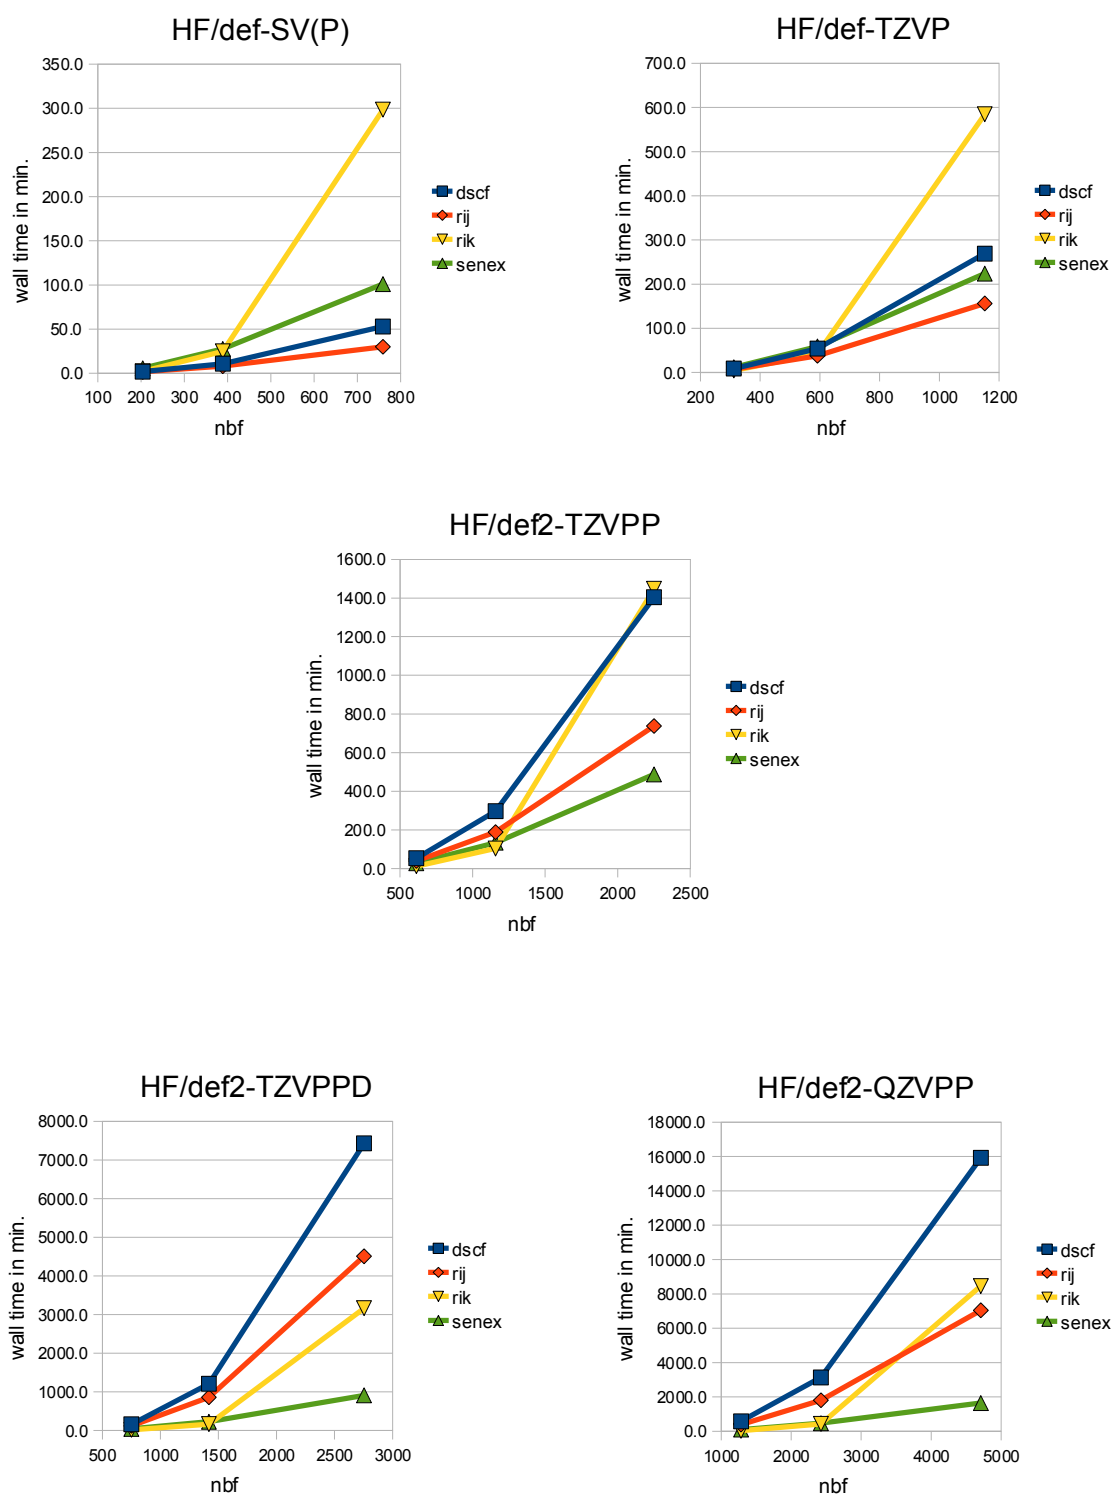 HF/def-SV(P)
350.0
300.0
250.0
200.0
150.0
100.0
50.0
0.0
100 200 300 400 500 600 700 800
wall time in min.
nbf
dscf
rij
rik
senex
HF/def-TZVP
700.0
600.0
500.0
400.0
300.0
200.0
100.0
0.0
200 400 600 800 1000 1200
wall time in min.
nbf
dscf
rij
rik
senex
HF/def2-TZVPP
1600.0
1400.0
1200.0
1000.0
800.0
600.0
400.0
200.0
0.0
500 1000 1500 2000 2500
wall time in min.
nbf
dscf
rij
rik
senex
HF/def2-TZVPPD
8000.0
7000.0
6000.0
5000.0
4000.0
3000.0
2000.0
1000.0
0.0
500 1000 1500 2000 2500 3000
wall time in min.
nbf
dscf
rij
rik
senex
HF/def2-QZVPP
18000.0
16000.0
14000.0
12000.0
10000.0
8000.0
6000.0
4000.0
2000.0
0.0
1000 2000 3000 4000 5000
wall time in min.
nbf
dscf
rij
rik
senex